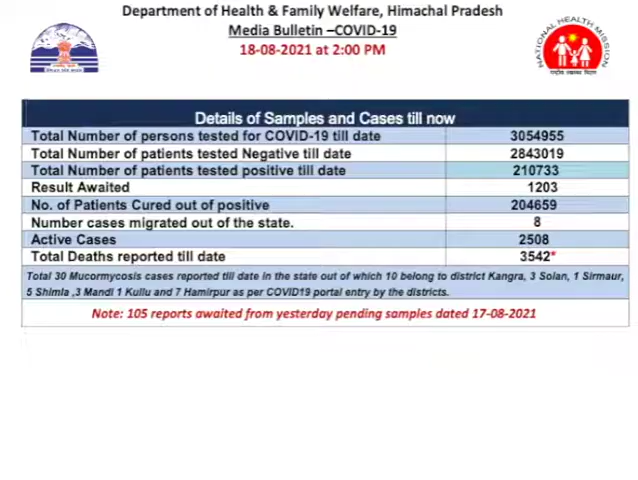 Department of Health & Family Welfare, Himachal Pradesh
Media Bulletin –COVID-19
18-08-2021 at 2:00 PM
NATIONAL HEALTH MISSION
Details of Samples and Cases till now
Total Number of persons tested for COVID-19 till date 3054955
Total Number of patients tested Negative till date 2843019
Total Number of patients tested positive till date 210733
Result Awaited 1203
No. of Patients Cured out of positive 204659
Number cases migrated out of the state. 8
Active Cases 2508
Total Deaths reported till date 3542*
Total 30 Mucormycosis cases reported till date in the state out of which 10 belong to district Kangra, 3 Solan, 1 Sirmaur,
5 Shimla ,3 Mandi 1 Kullu and 7 Hamirpur as per COVID19 portal entry by the districts.
Note: 105 reports awaited from yesterday pending samples dated 17-08-2021